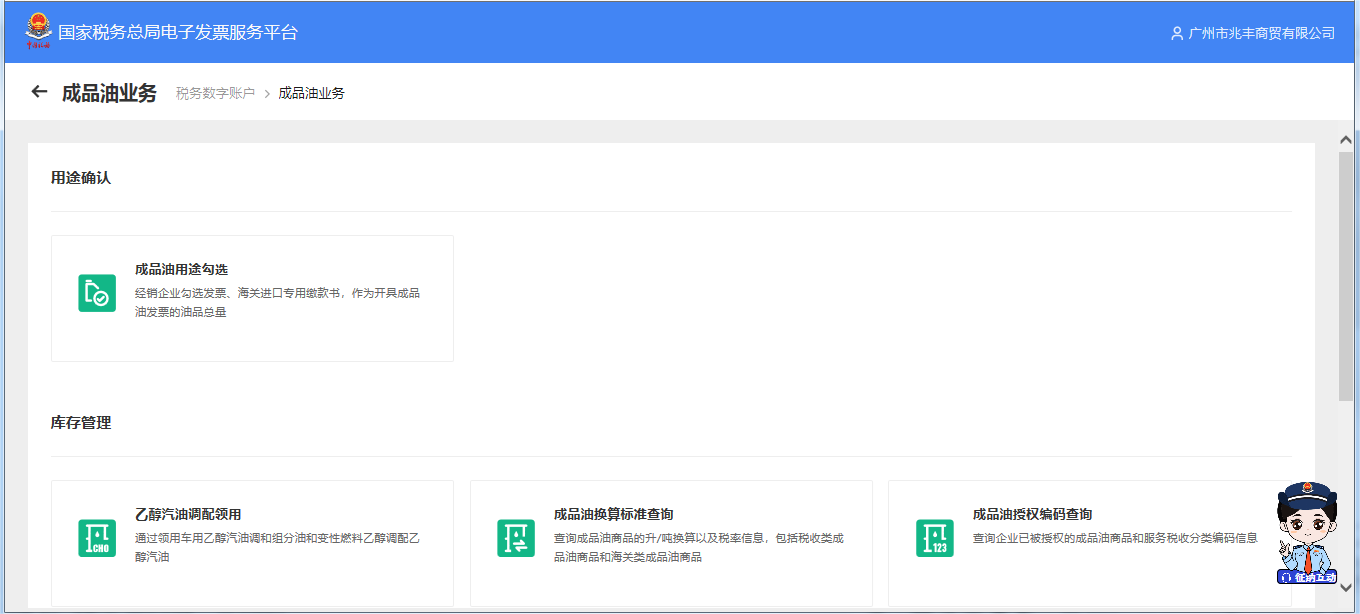 国家税务总局电子发票服务平台
广州市兆丰商贸有限公司
成品油业务 税务数字账户 > 成品油业务
用途确认
成品油用途勾选
经销企业勾选发票、海关进口专用缴款书，作为开具成品
油发票的油品总量
库存管理
乙醇汽油调配领用
通过领用车用乙醇汽油调和组分油和变性燃料乙醇调配乙
醇汽油
CHO
成品油换算标准查询
查询成品油商品的升/吨换算以及税率信息，包括税收类成
品油商品和海关类成品油商品
成品油授权编码查询
查询企业已被授权的成品油商品和服务税收分类编码信息
123
征纳互动